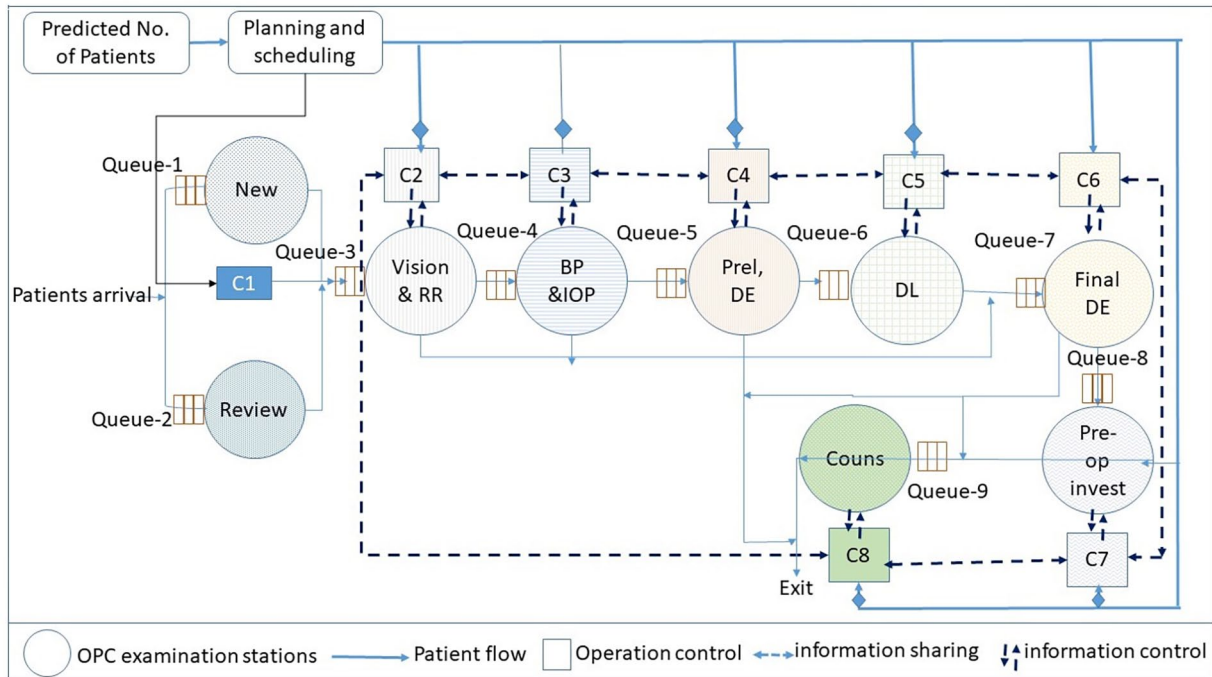 Predicted No.
of Patients
Planning and
scheduling
Queue-1
New
C2
C3
C4
C5
C6
Queue-3
Queue-4
Queue-5
Queue-6
Queue-7
C1
Vision
& RR
BP
&IOP
Prel,
DE
DL
Final
DE
Patients arrival
Queue-8
Queue-2
Review
Couns
Queue-9
Pre-
op
invest
C8
C7
Exit
OPC examination stations
Patient flow
Operation control
information sharing
information control